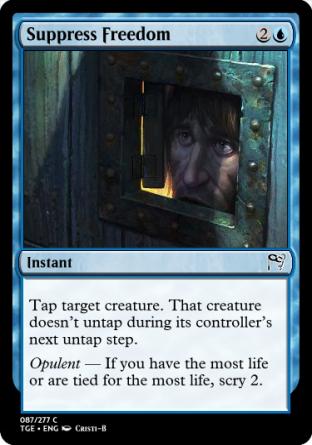 Suppress Freedom 2
Instant
Tap target creature. That creature
doesn't untap during its controller's
next untap step.
Opulent — If you have the most life
or are tied for the most life, scry 2.
087/277 C
TGE • ENG Cristi-B